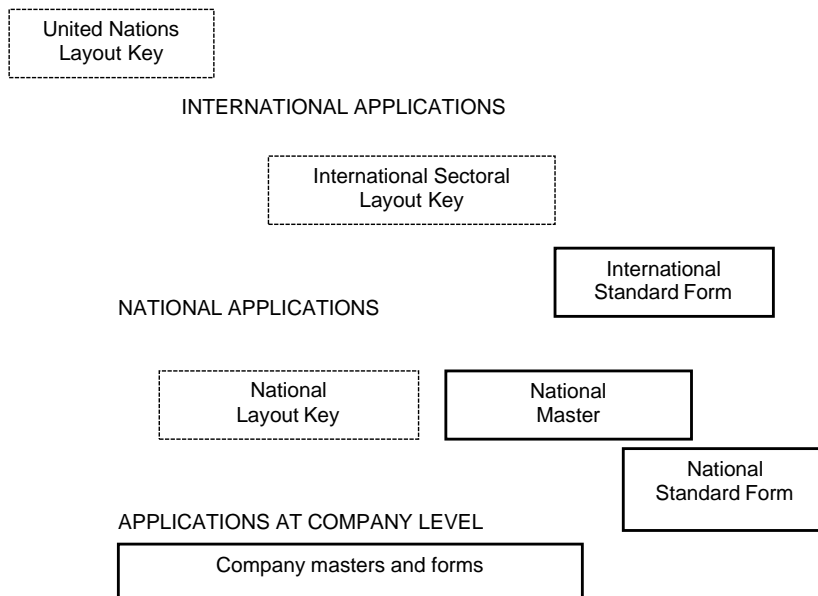 United Nations
Layout Key
INTERNATIONAL APPLICATIONS
International Sectoral
Layout Key
International
Standard Form
NATIONAL APPLICATIONS
National
Layout Key
National
Master
National
Standard Form
APPLICATIONS AT COMPANY LEVEL
Company masters and forms